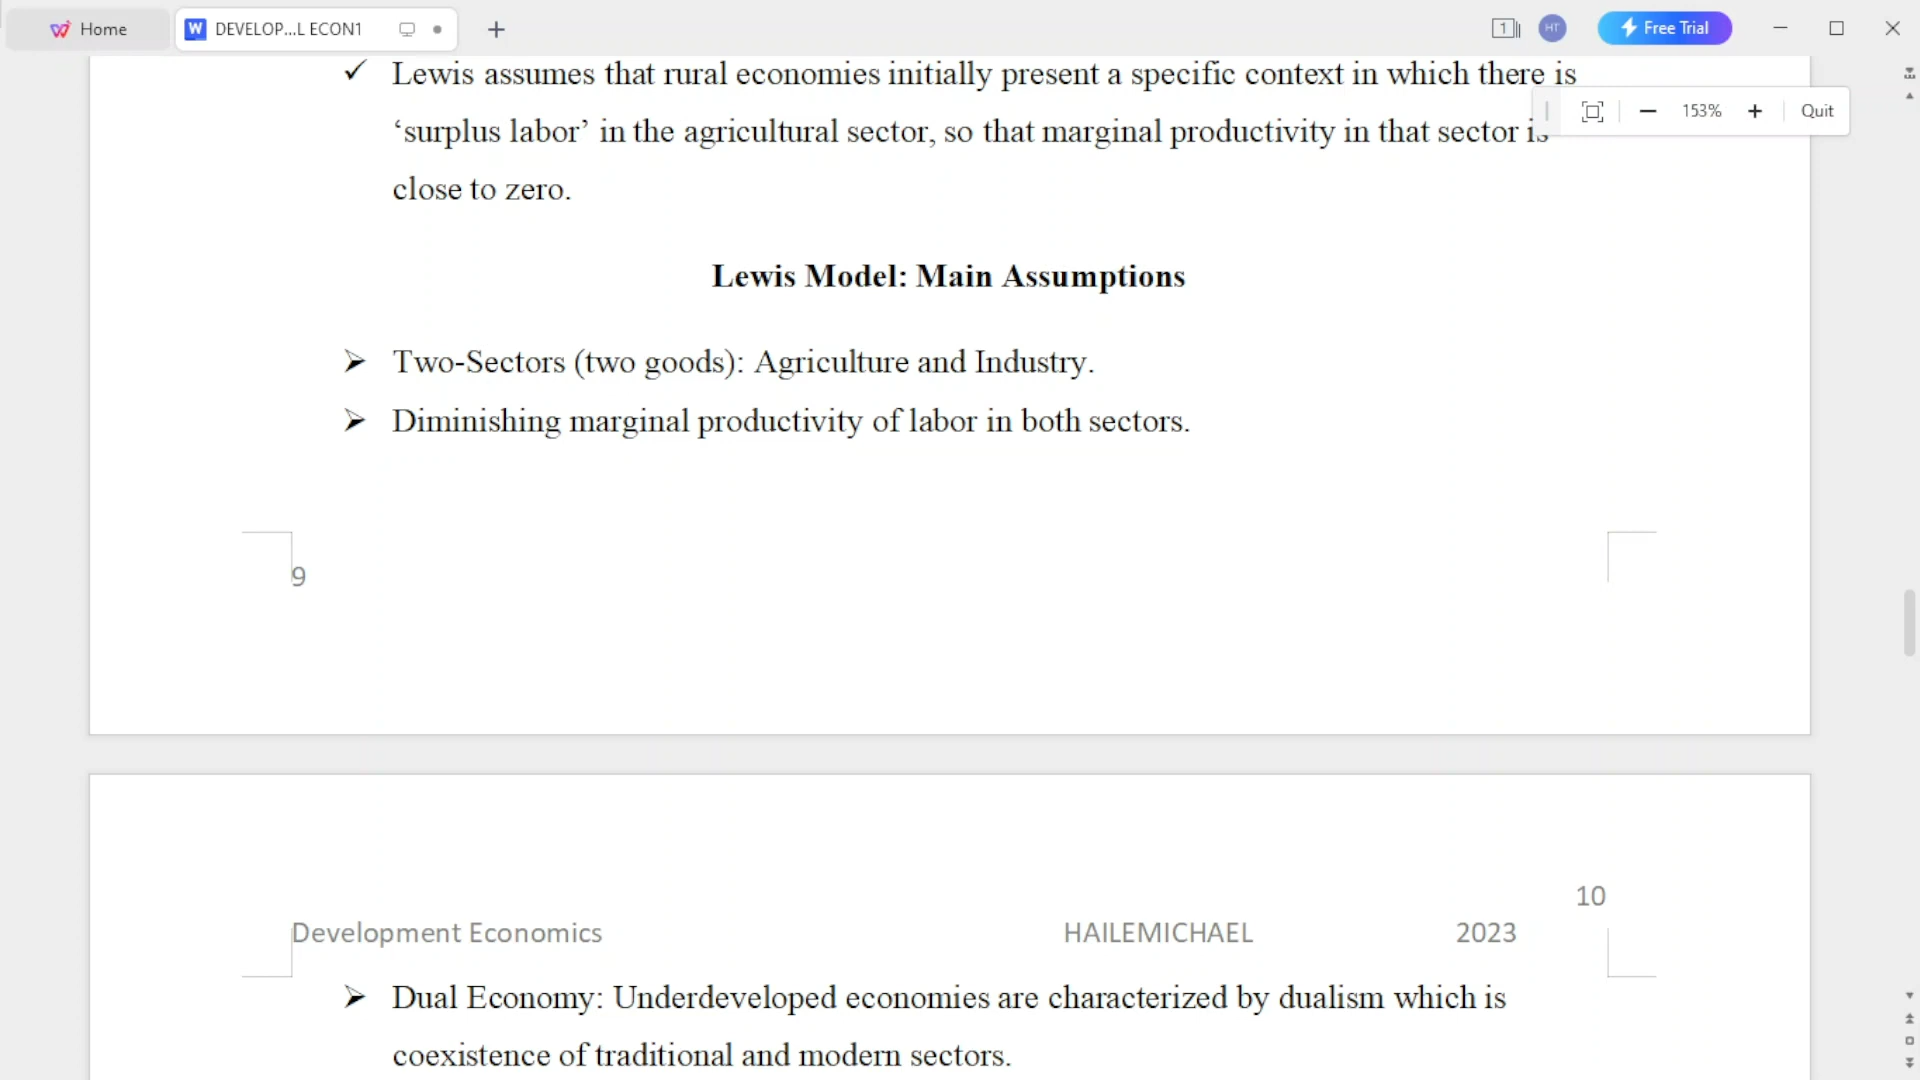 Home
DEVELOP...L ECON1
1
HT
Free Trial
✓ Lewis assumes that rural economies initially present a specific context in which there is
153%
Quit
‘surplus labor’ in the agricultural sector, so that marginal productivity in that sector is
close to zero.
Lewis Model: Main Assumptions
➢ Two-Sectors (two goods): Agriculture and Industry.
➢ Diminishing marginal productivity of labor in both sectors.
9
10
Development Economics HAILEMICHAEL 2023
➢ Dual Economy: Underdeveloped economies are characterized by dualism which is
coexistence of traditional and modern sectors.